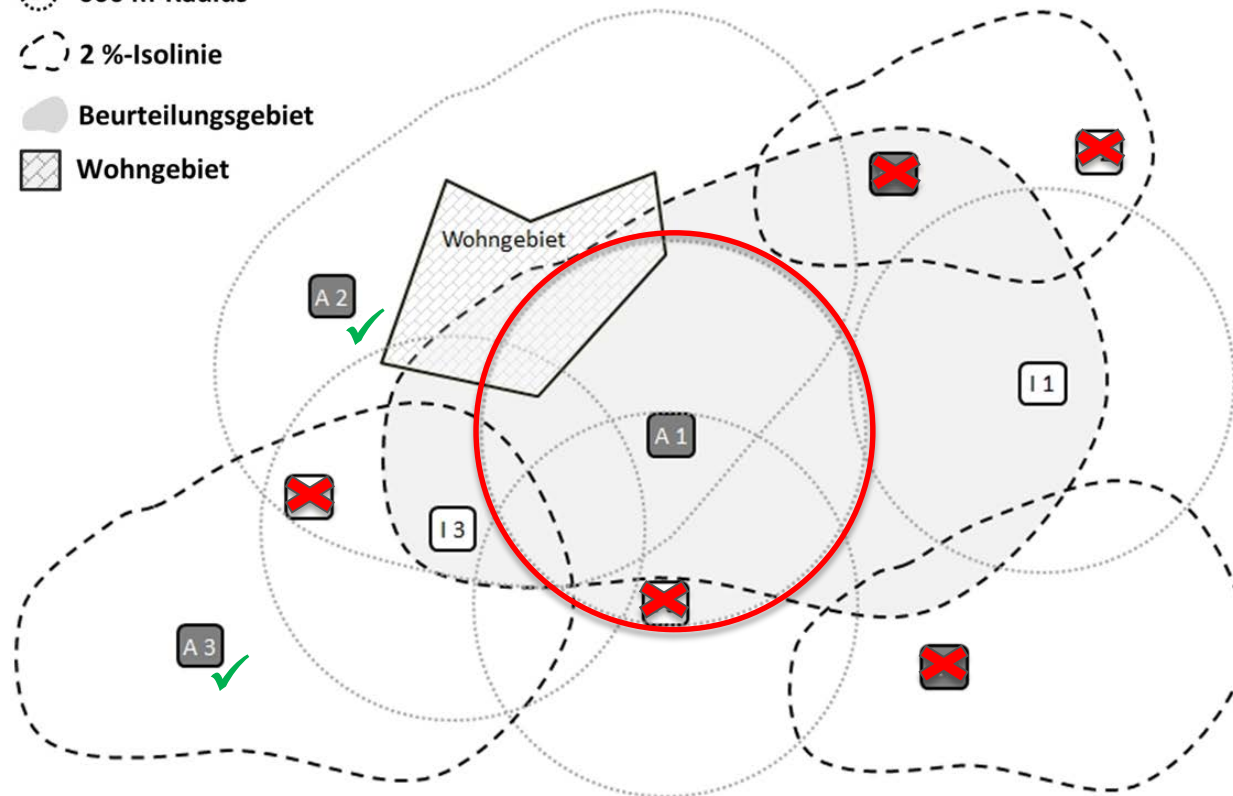 2 %-Isolinie
Beurteilungsgebiet
Wohngebiet
Wohngebiet
A 2
I 1
A 1
I 3
A 3